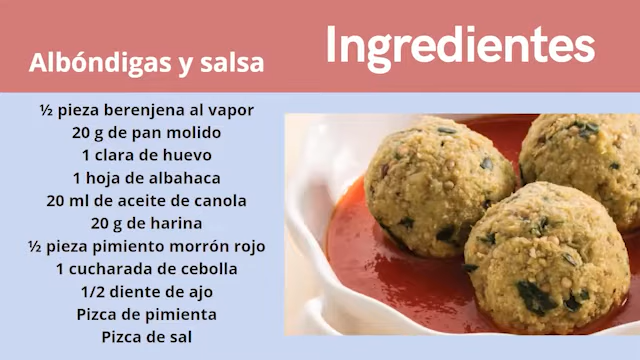 Albóndigas y salsa
Ingredientes
½ pieza berenjena al vapor
20 g de pan molido
1 clara de huevo
1 hoja de albahaca
20 ml de aceite de canola
20 g de harina
½ pieza pimiento morrón rojo
1 cucharada de cebolla
1/2 diente de ajo
Pizca de pimienta
Pizca de sal